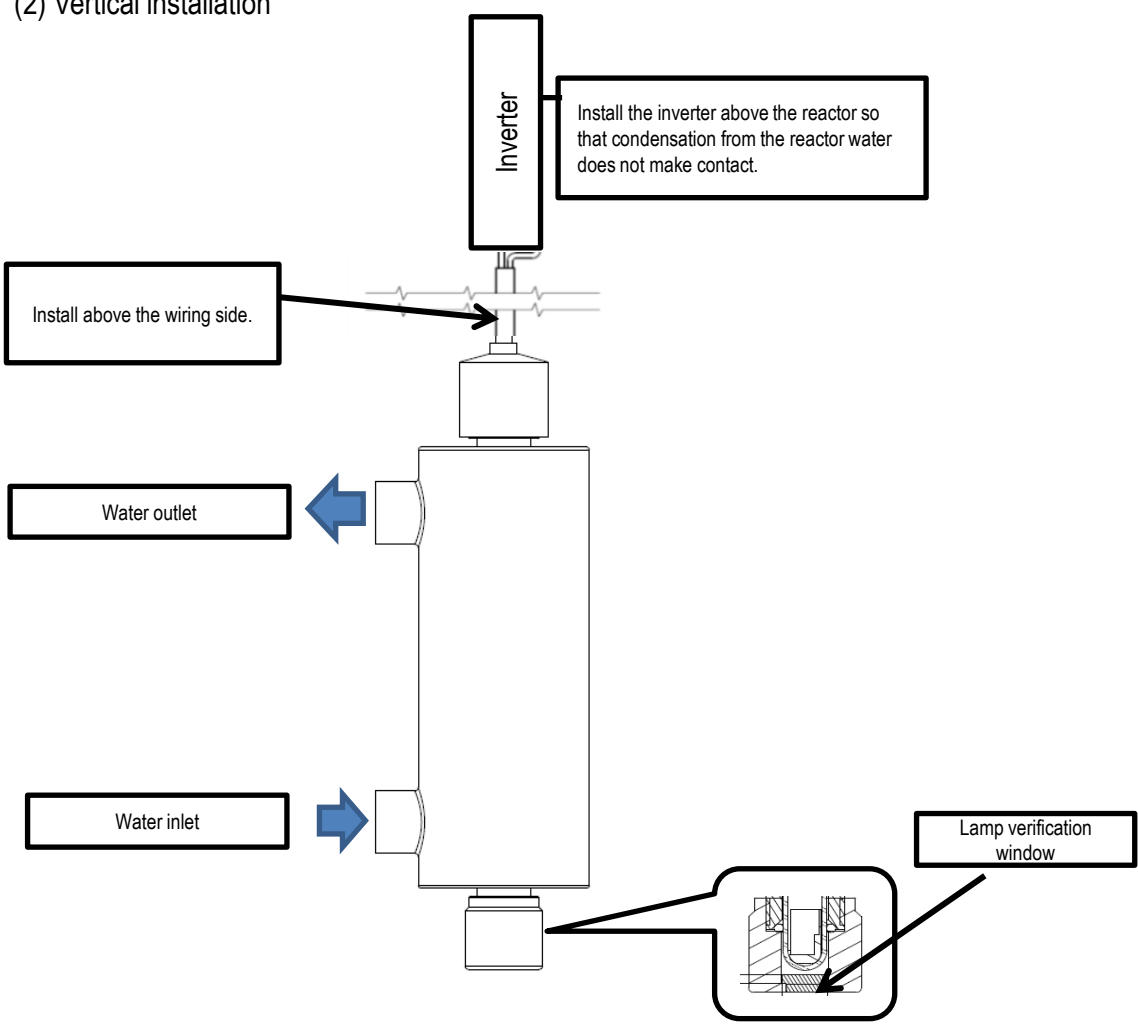 (2) Vertical installation
Inverter
Install the inverter above the reactor so
that condensation from the reactor water
does not make contact.
Install above the wiring side.
Water outlet
Water inlet
Lamp verification
window